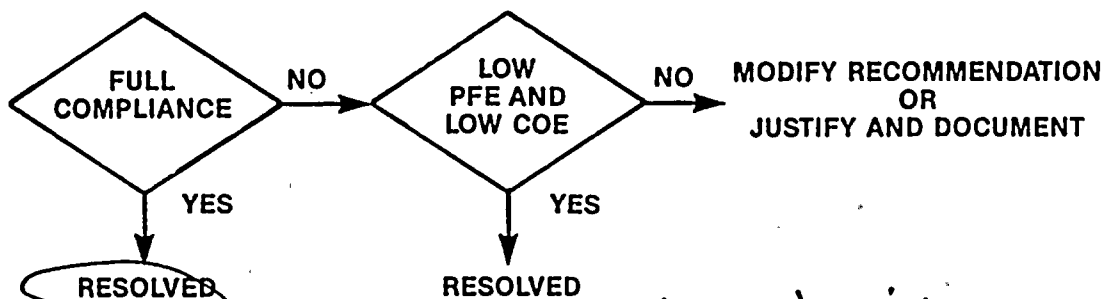 FULL
COMPLIANCE
NO
LOW
PFE AND
LOW COE
NO
MODIFY RECOMMENDATION
OR
JUSTIFY AND DOCUMENT
YES
YES
RESOLVED
RESOLVED